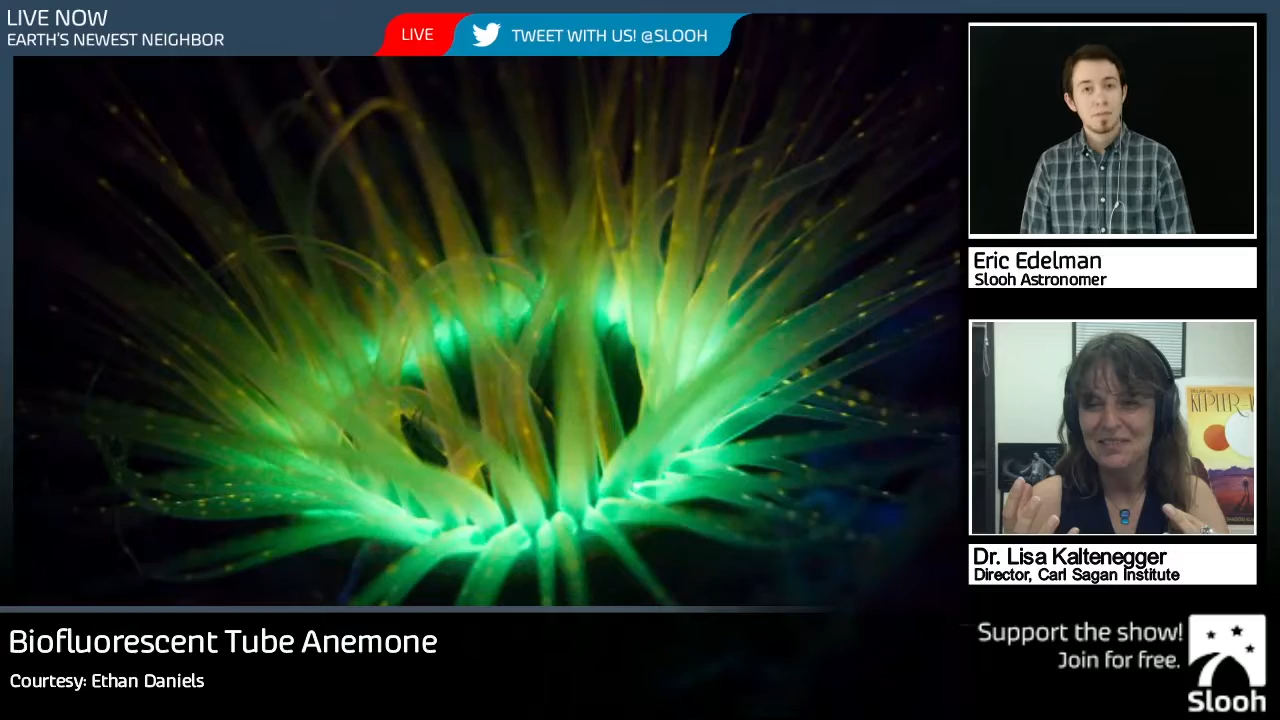 LIVE NOW
EARTH'S NEWEST NEIGHBOR
LIVE
TWEET WITH US! @SLOOH
Eric Edelman
Slooh Astronomer
Dr. Lisa Kaltenegger
Director, Carl Sagan Institute
Biofluorescent Tube Anemone
Courtesy: Ethan Daniels
Support the show!
Join for free.
Slooh